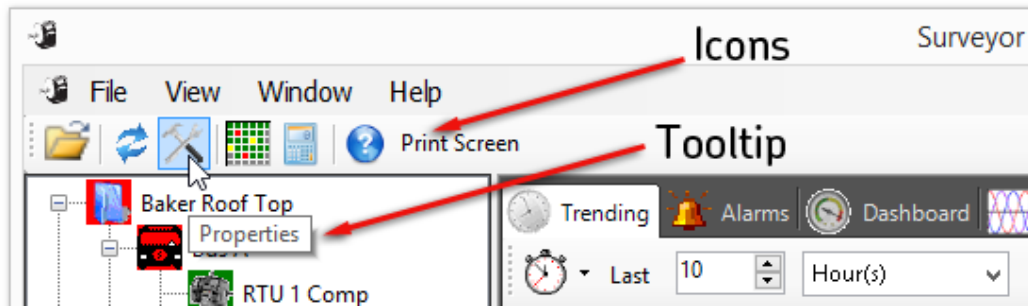 Icons
Surveyor
File View Window Help
Print Screen
Tooltip
Baker Roof Top
Properties
Trending Alarms Dashboard
Last 10 Hour(s)
RTU 1 Comp